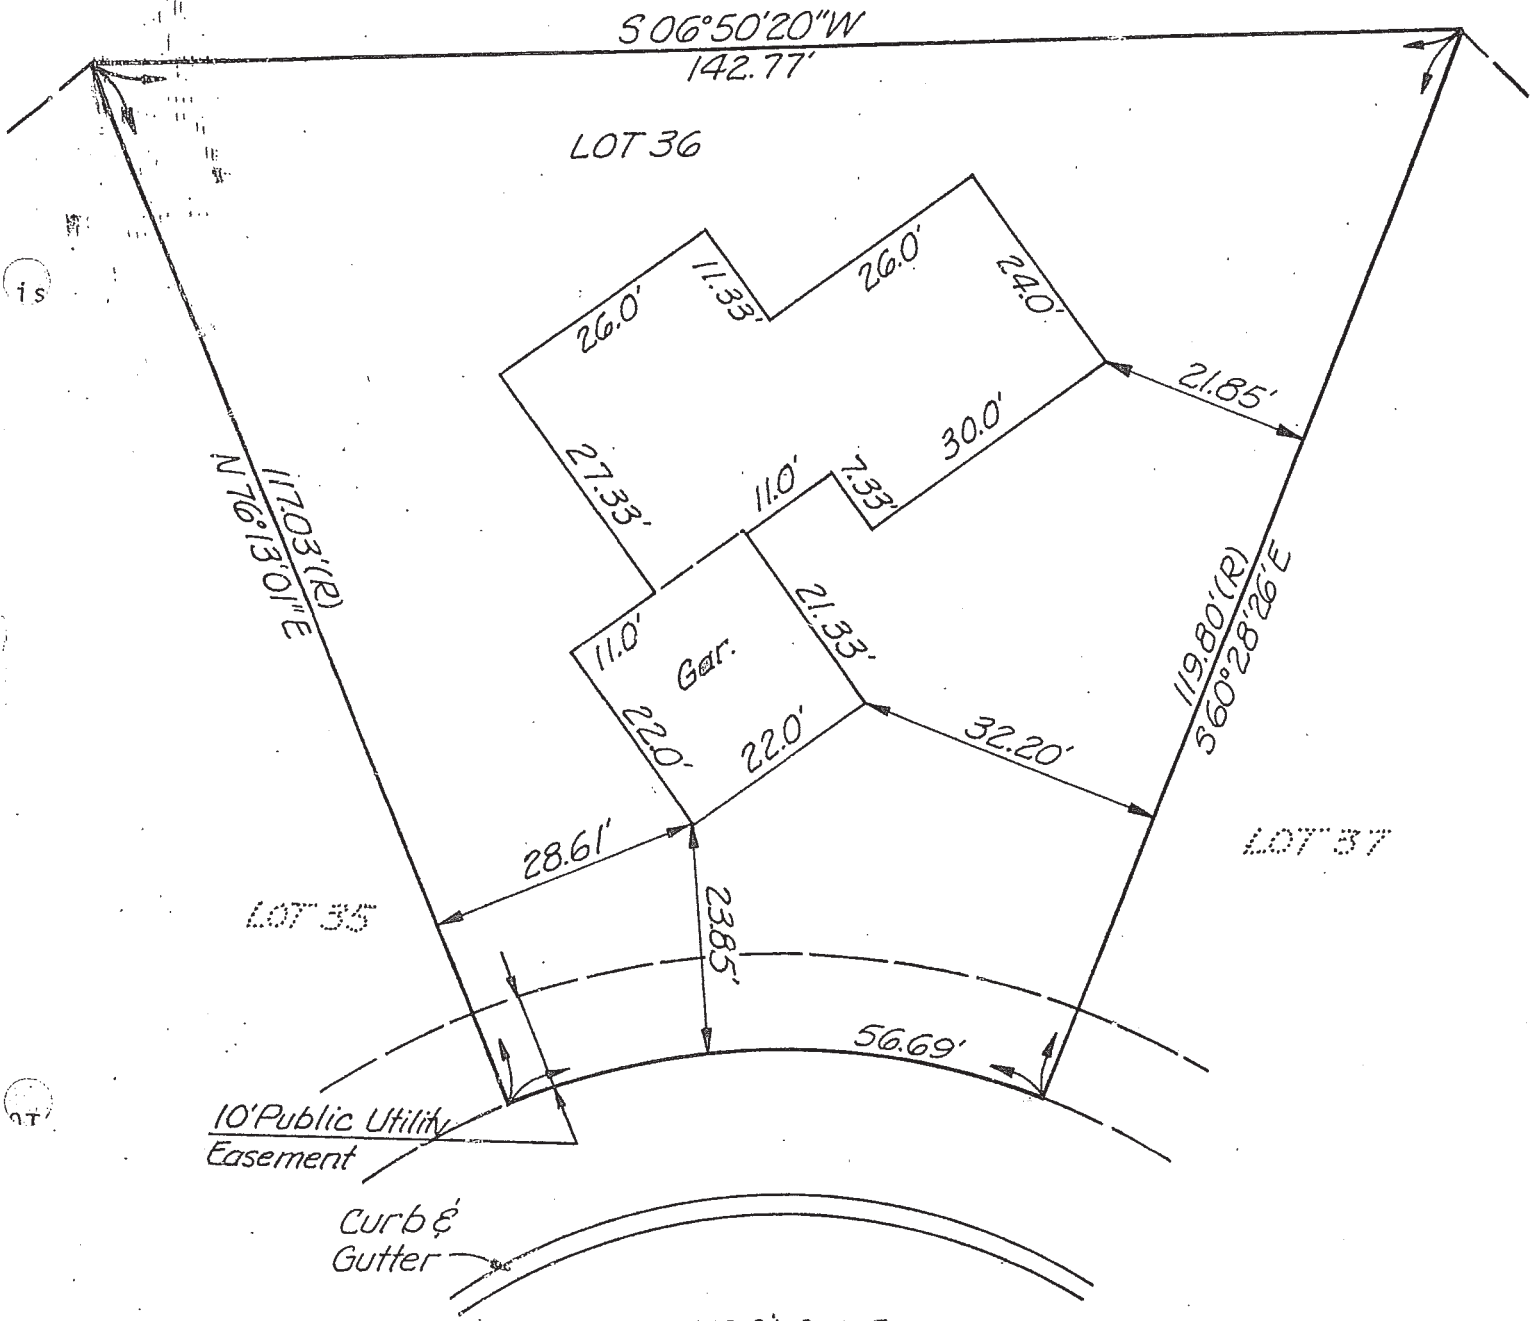 S 06°50'20"W
142.77'
LOT 36
is
26.0'
11.33'
26.0'
24.0'
21.85'
27.33'
11.0'
7.33'
30.0'
117.03'(R)
N 76°13'01"E
11.0'
Gar.
21.33'
22.0'
22.0'
32.20'
119.80'(R)
S 60°28'26"E
28.61'
23.85'
LOT 35
LOT 37
56.69'
10' Public Utility
Easement
Curb &
Gutter